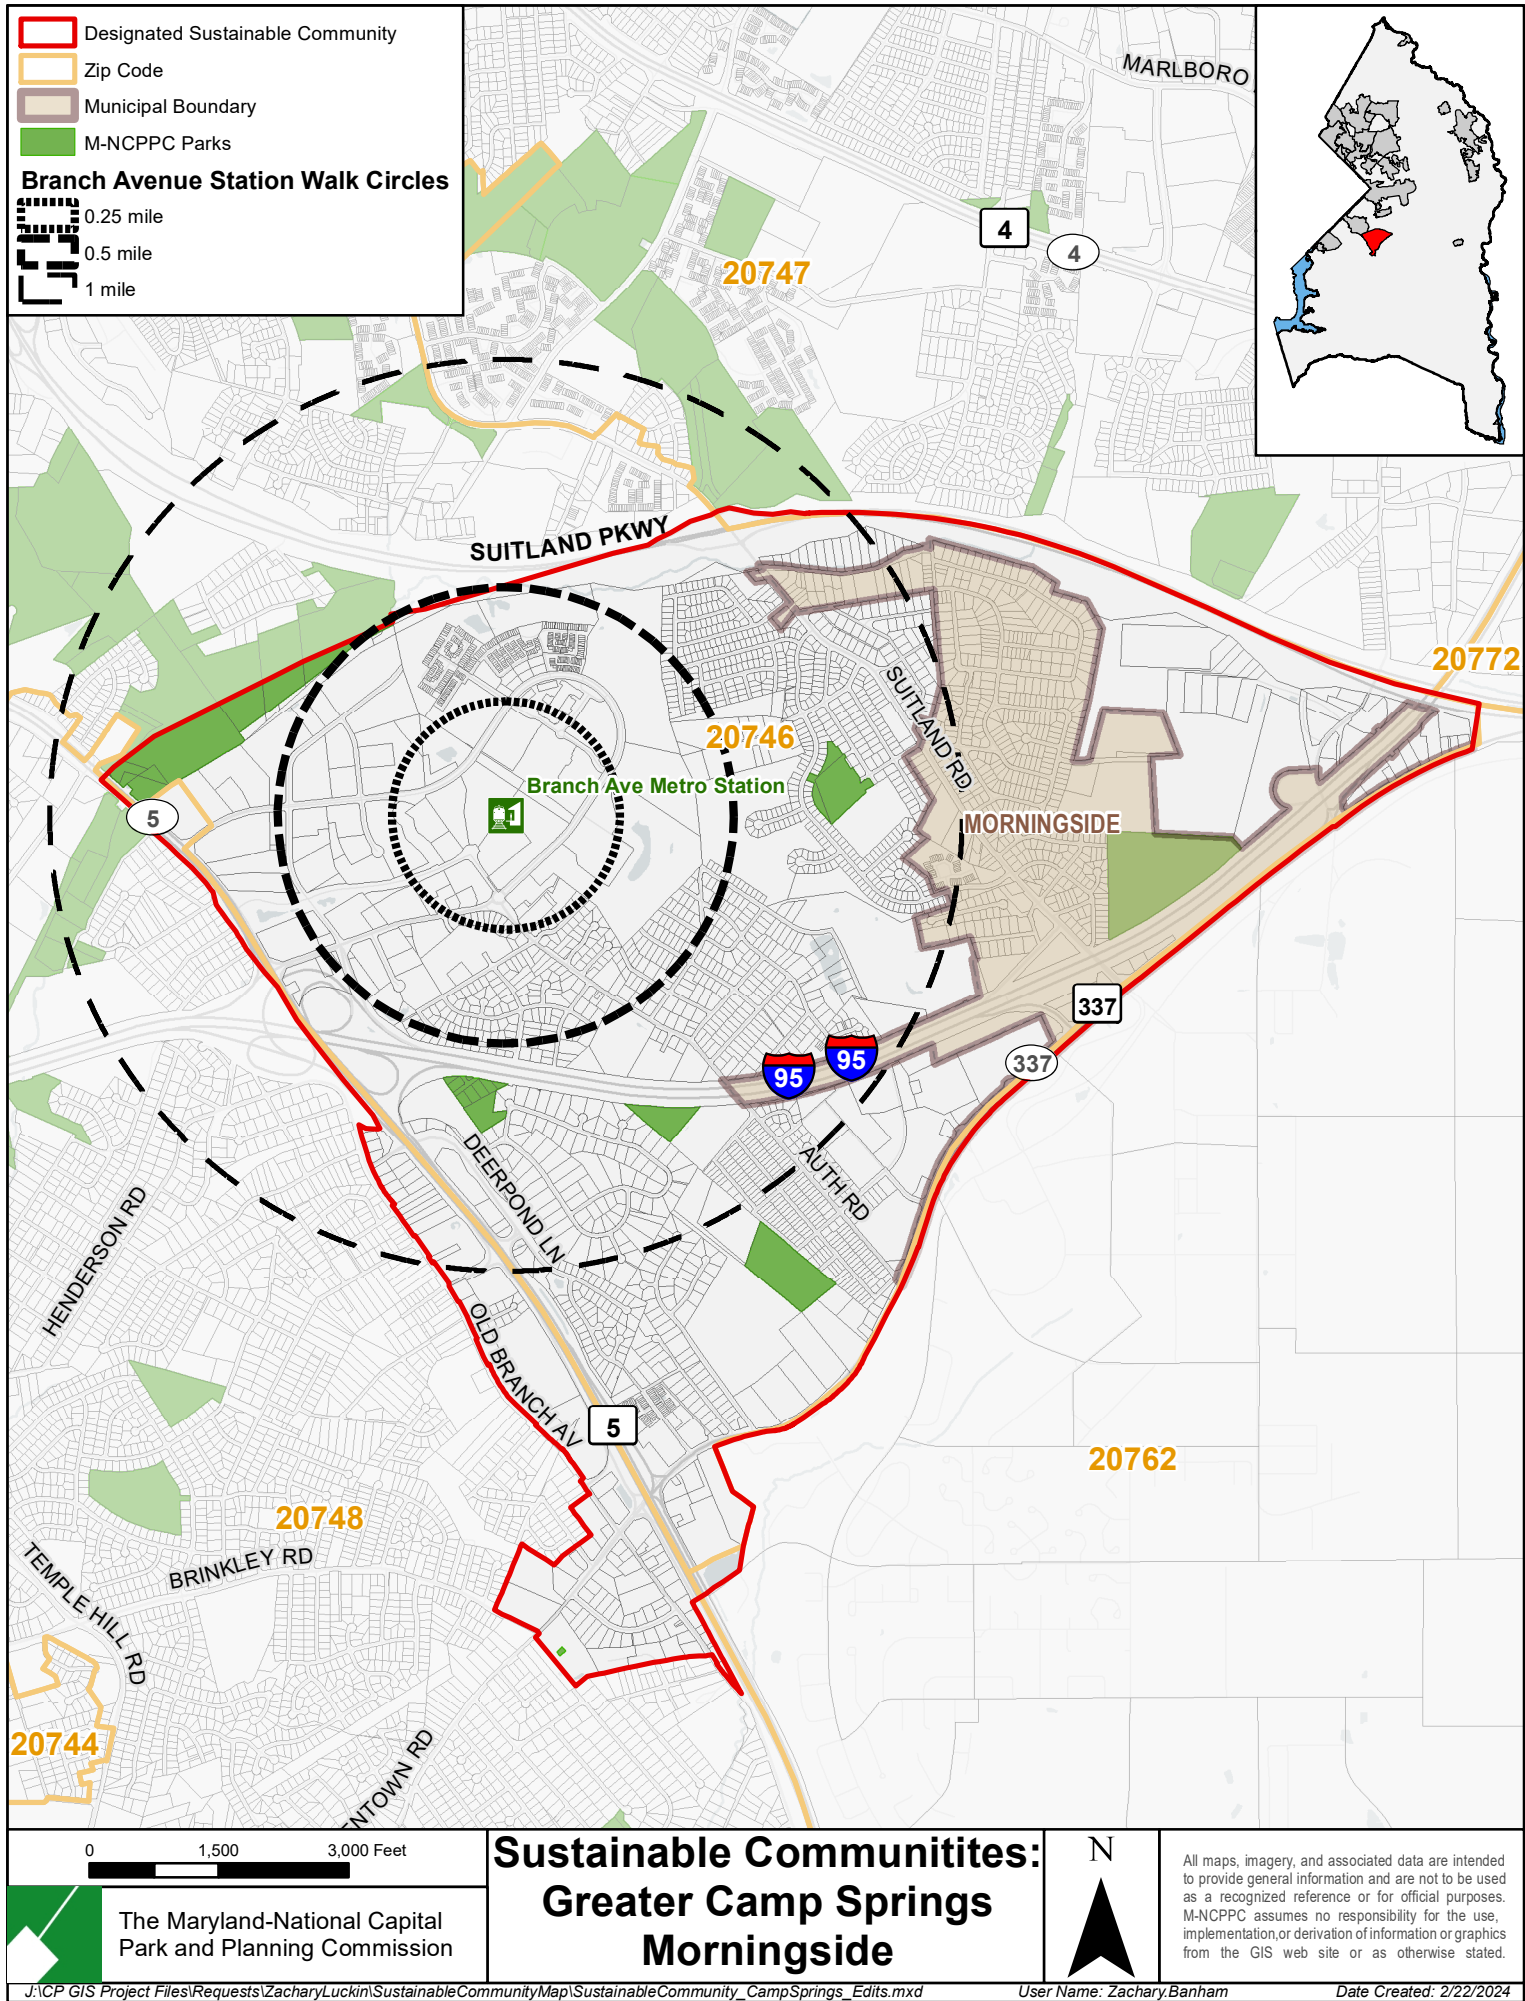 Designated Sustainable Community
Zip Code
Municipal Boundary
M-NCPPC Parks
Branch Avenue Station Walk Circles
0.25 mile
0.5 mile
1 mile
MARLBORO
4
4
20747
SUITLAND PKWY
20772
SUITLAND RD
20746
Branch Ave Metro Station
5
MORNINGSIDE
337
337
95
95
DEERPOND LN
AUTH RD
HENDERSON RD
OLD BRANCH AV
5
20762
20748
BRINKLEY RD
TEMPLE HILL RD
20744
ENTOWN RD
0 1,500 3,000 Feet
The Maryland-National Capital
Park and Planning Commission
Sustainable Communitites:
Greater Camp Springs
Morningside
N
All maps, imagery, and associated data are intended
to provide general information and are not to be used
as a recognized reference or for official purposes.
M-NCPPC assumes no responsibility for the use,
implementation,or derivation of information or graphics
from the GIS web site or as otherwise stated.
J:\CP GIS Project Files\Requests\ZacharyLuckin\SustainableCommunityMap\SustainableCommunity_CampSprings_Edits.mxd User Name: Zachary.Banham Date Created: 2/22/2024